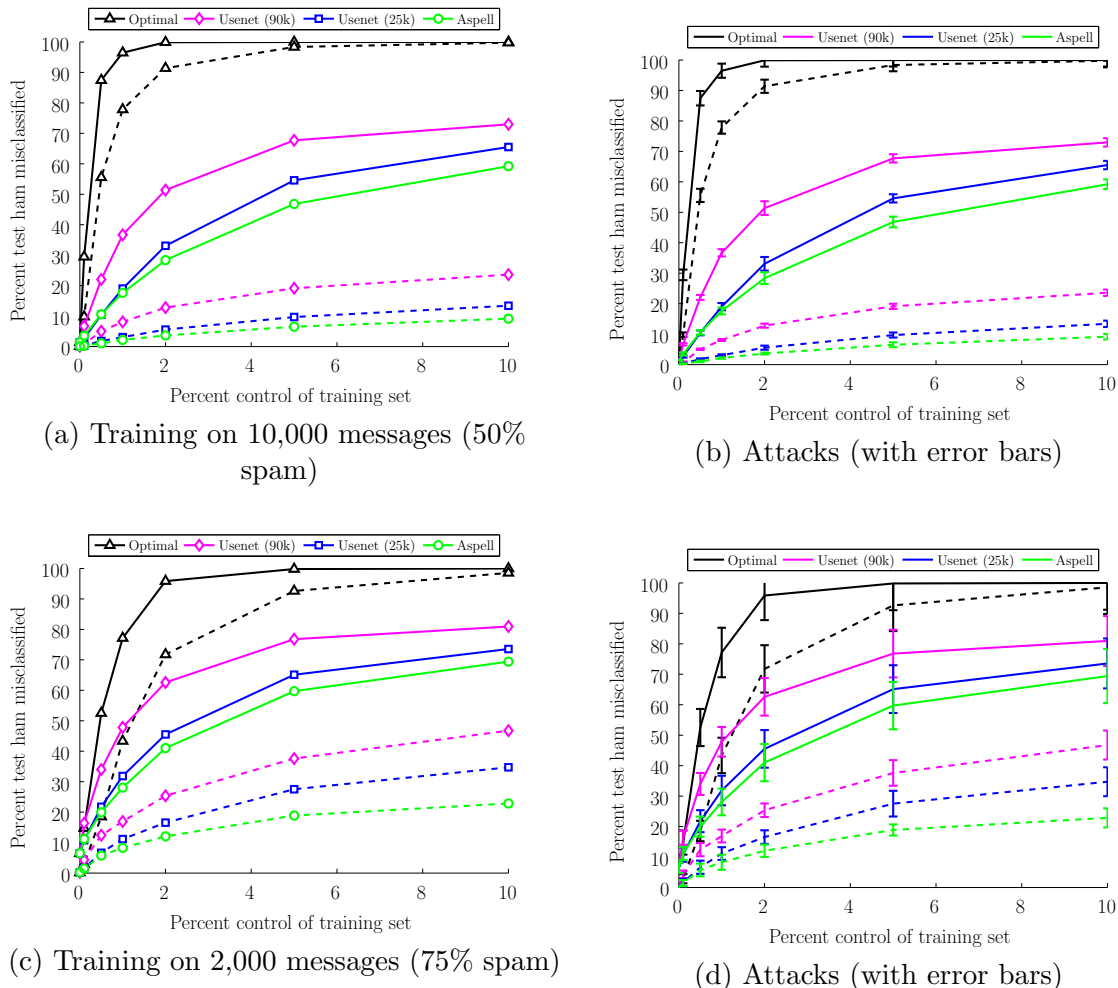 Optimal Usenet (90k) Usenet (25k) Aspell
Percent test ham misclassified
100
90
80
70
60
50
40
30
20
10
0
0 2 4 6 8 10
Percent control of training set
(a) Training on 10,000 messages (50%
spam)
Optimal Usenet (90k) Usenet (25k) Aspell
Percent test ham misclassified
100
90
80
70
60
50
40
30
20
10
0
0 2 4 6 8 10
Percent control of training set
(b) Attacks (with error bars)
Optimal Usenet (90k) Usenet (25k) Aspell
Percent test ham misclassified
100
90
80
70
60
50
40
30
20
10
0
0 2 4 6 8 10
Percent control of training set
(c) Training on 2,000 messages (75% spam)
Optimal Usenet (90k) Usenet (25k) Aspell
Percent test ham misclassified
100
90
80
70
60
50
40
30
20
10
0
0 2 4 6 8 10
Percent control of training set
(d) Attacks (with error bars)